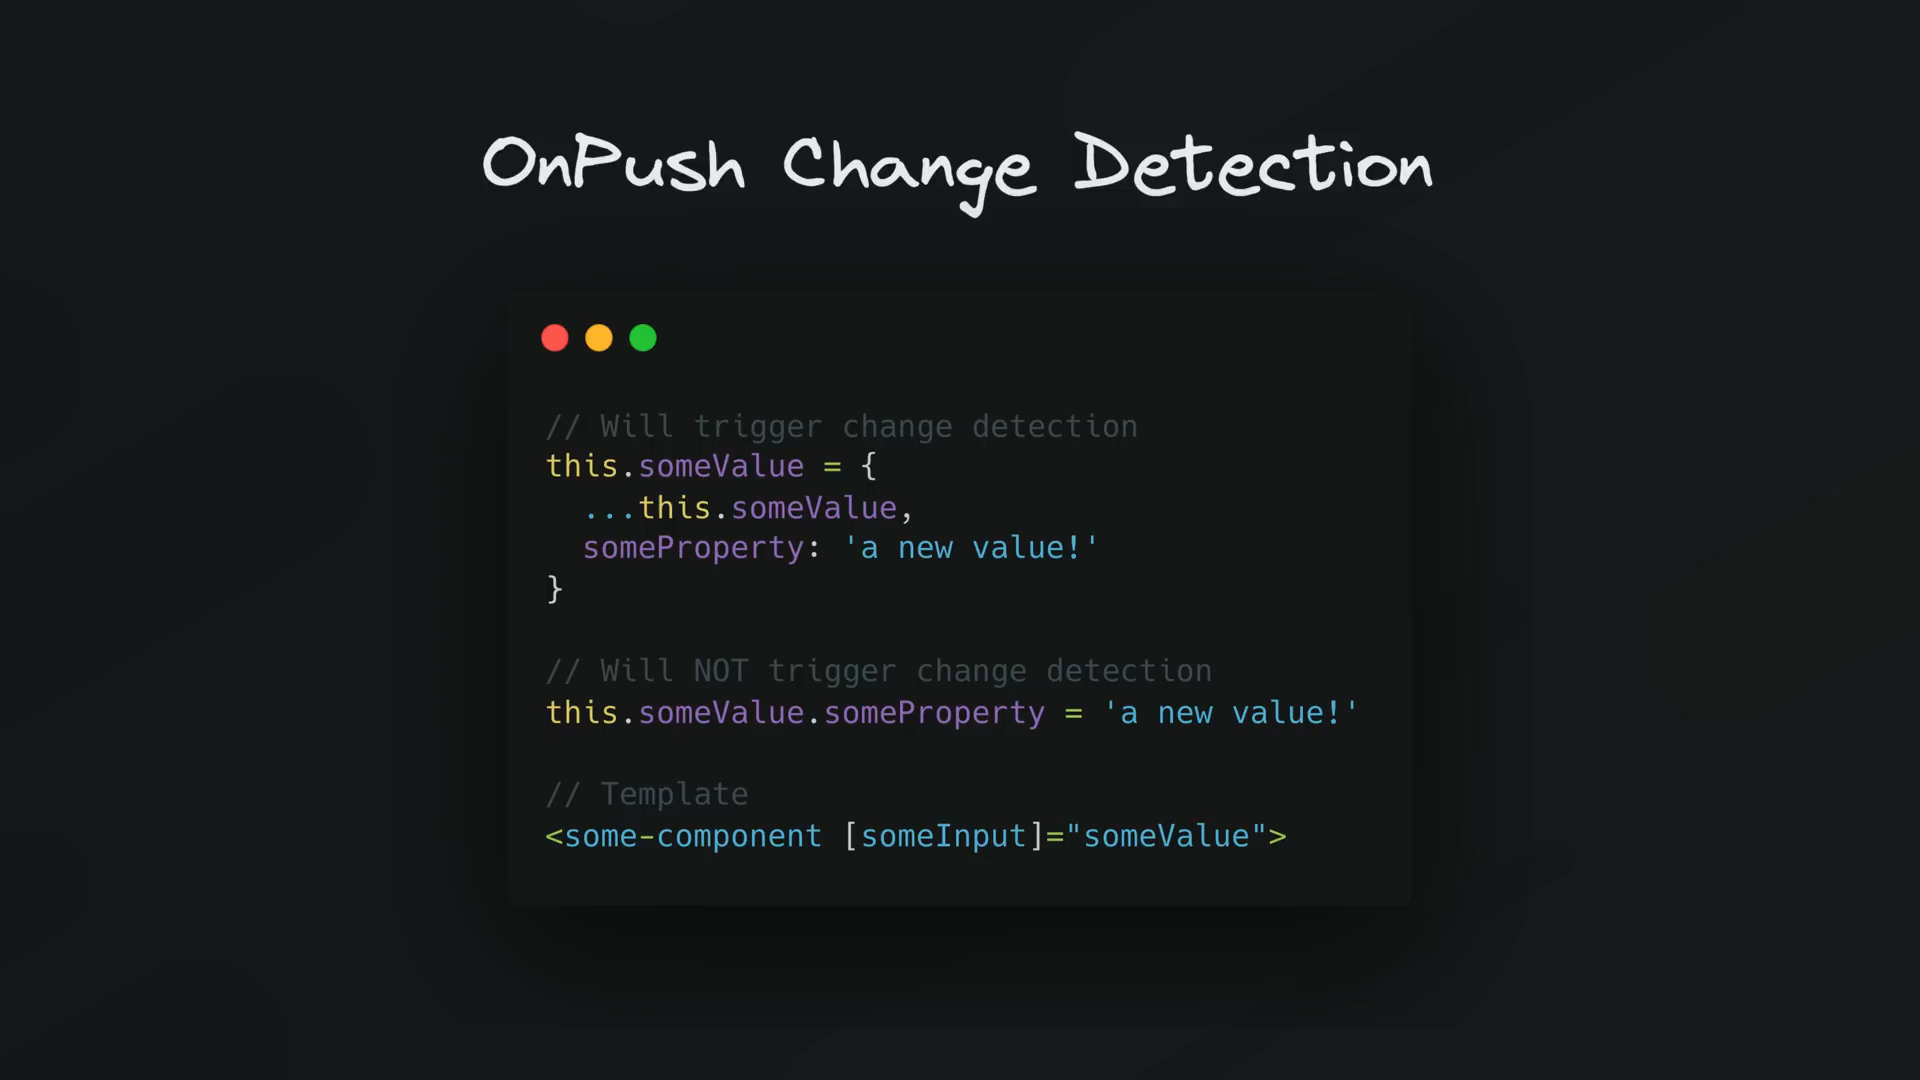 OnPush Change Detection
// Will trigger change detection
this.someValue = {
  ...this.someValue,
  someProperty: 'a new value!'
}
// Will NOT trigger change detection
this.someValue.someProperty = 'a new value!'
// Template
<some-component [someInput]="someValue">